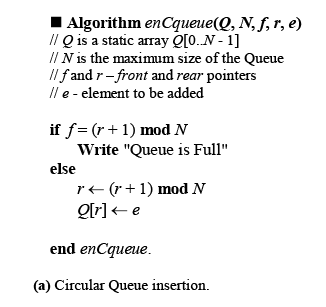 ■ Algorithm enCqueue(Q, N, f, r, e)
// Q is a static array Q[0..N - 1]
// N is the maximum size of the Queue
// f and r – front and rear pointers
// e - element to be added
if f = (r + 1) mod N
Write "Queue is Full"
else
r ← (r + 1) mod N
Q[r] ← e
end enCqueue.
(a) Circular Queue insertion.